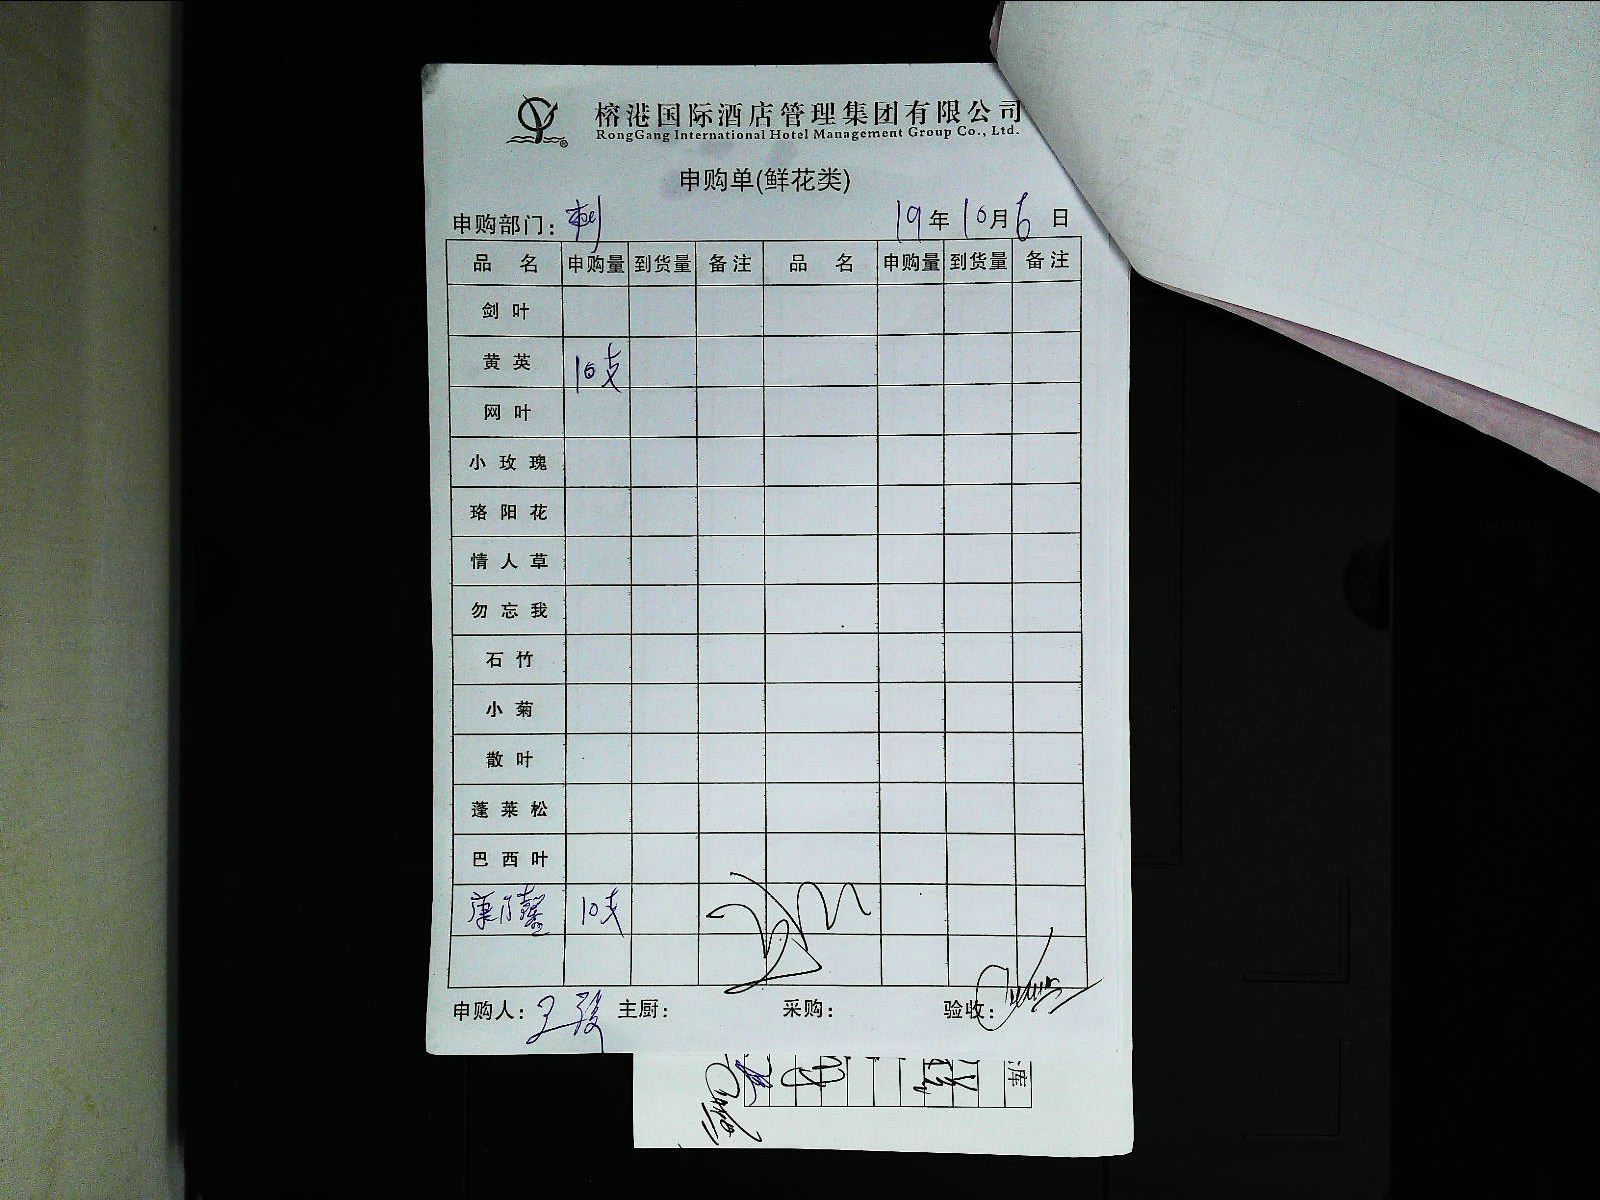 榕港国际酒店管理集团有限公司
RongGang International Hotel Management Group Co., Ltd.
申购单(鲜花类)
申购部门: 刺 19年10月6日
品名 申购量 到货量 备注 品名 申购量 到货量 备注
剑叶
黄英 10支
网叶
小玫瑰
珞阳花
情人草
勿忘我
石竹
小菊
散叶
蓬莱松
巴西叶
康乃馨 10支
申购人: 主厨: 采购: 验收:
库